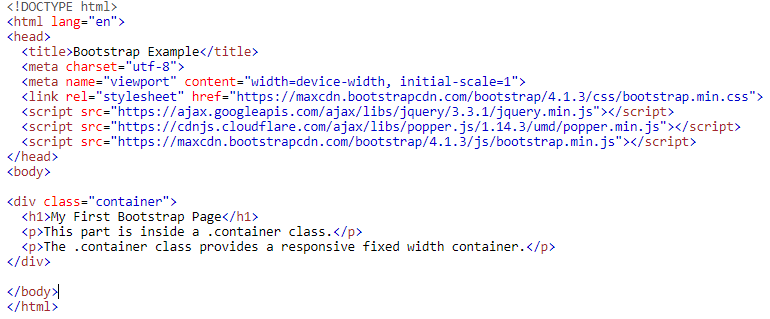 <!DOCTYPE html>
<html lang="en">
<head>
  <title>Bootstrap Example</title>
  <meta charset="utf-8">
  <meta name="viewport" content="width=device-width, initial-scale=1">
  <link rel="stylesheet" href="https://maxcdn.bootstrapcdn.com/bootstrap/4.1.3/css/bootstrap.min.css">
  <script src="https://ajax.googleapis.com/ajax/libs/jquery/3.3.1/jquery.min.js"></script>
  <script src="https://cdnjs.cloudflare.com/ajax/libs/popper.js/1.14.3/umd/popper.min.js"></script>
  <script src="https://maxcdn.bootstrapcdn.com/bootstrap/4.1.3/js/bootstrap.min.js"></script>
</head>
<body>

<div class="container">
  <h1>My First Bootstrap Page</h1>
  <p>This part is inside a .container class.</p>
  <p>The .container class provides a responsive fixed width container.</p>
</div>

</body>
</html>